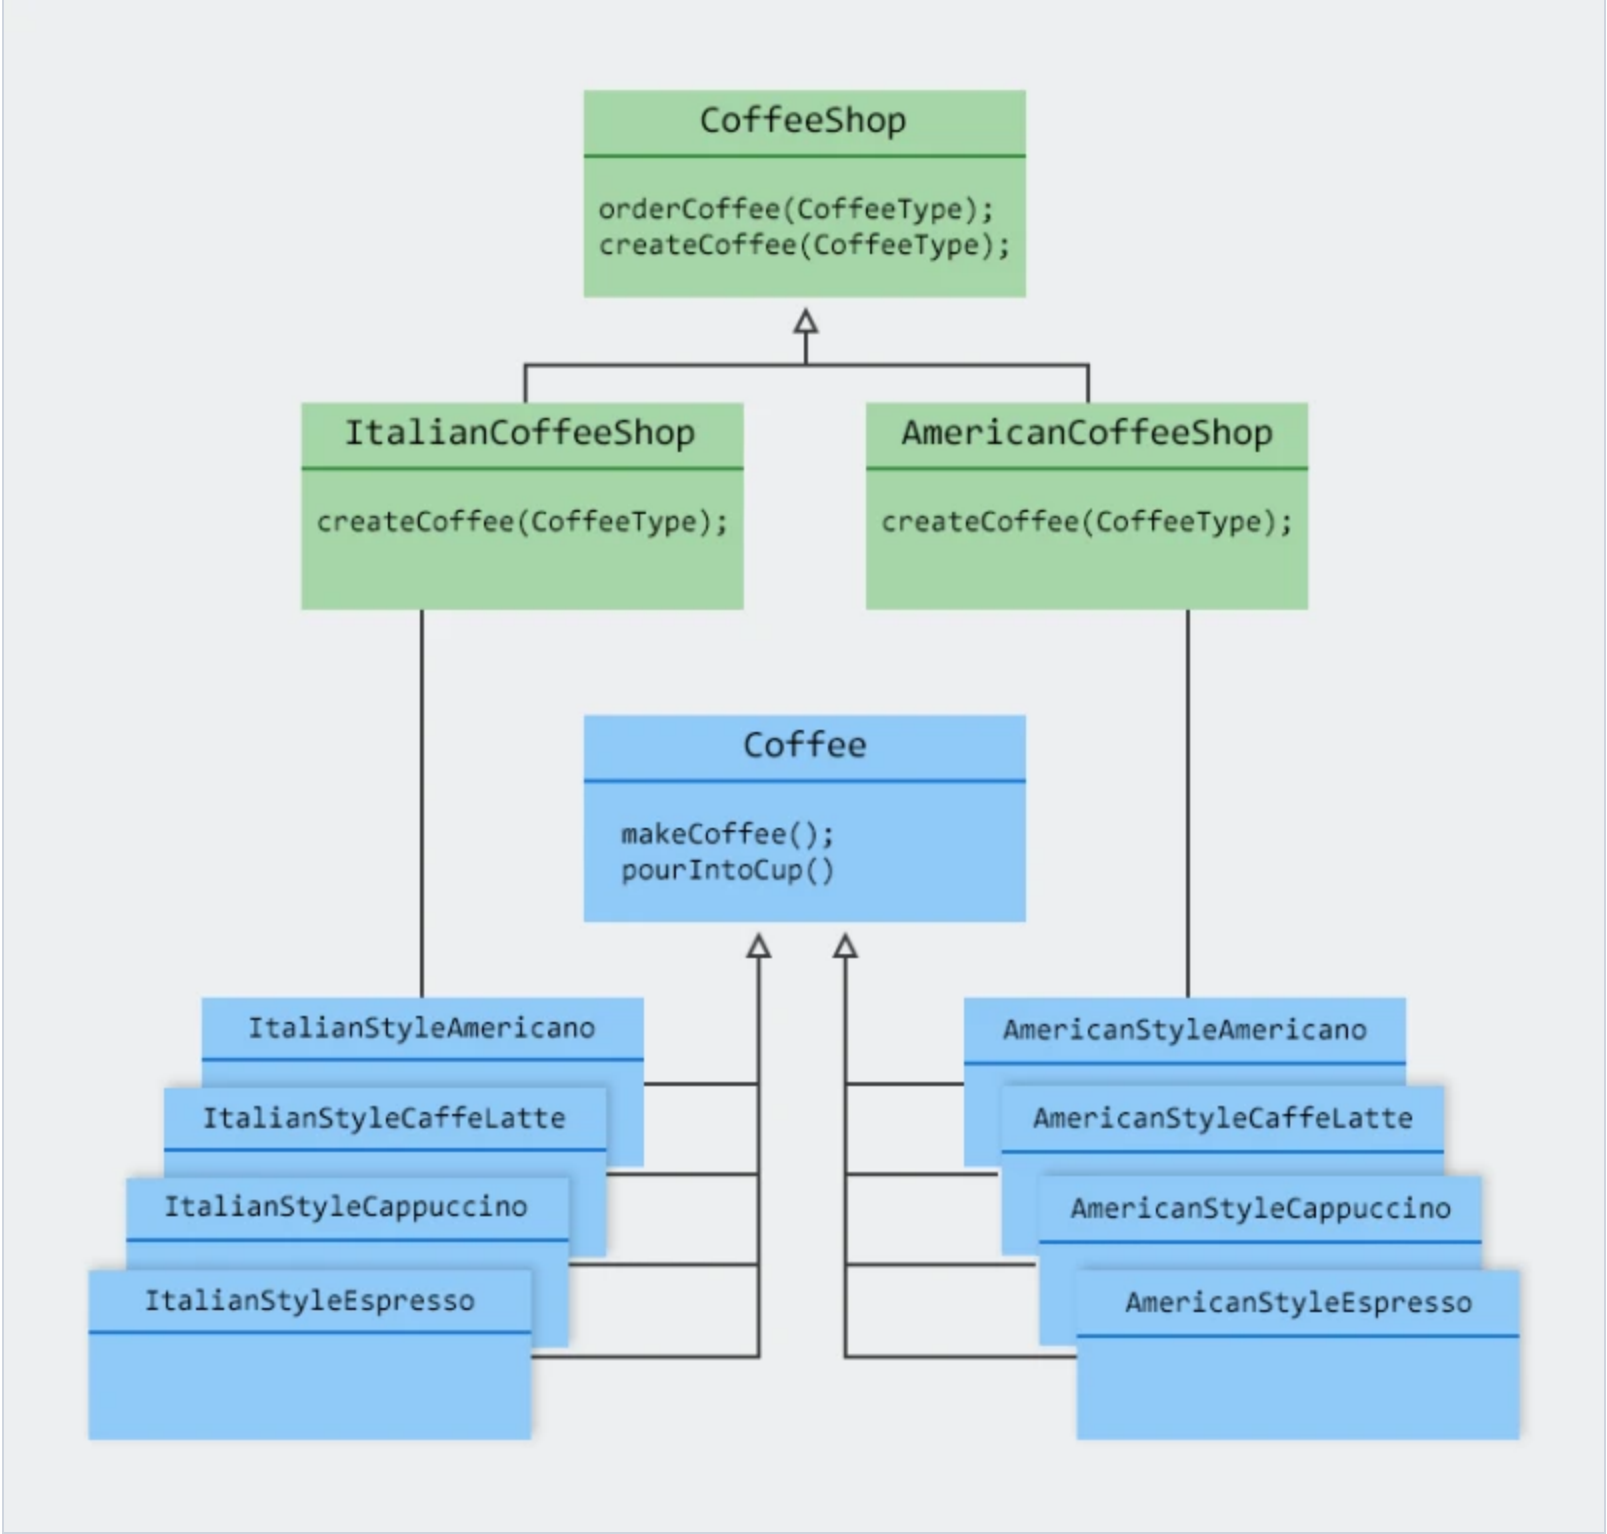 CoffeeShop
orderCoffee(CoffeeType);
createCoffee(CoffeeType);
ItalianCoffeeShop
createCoffee(CoffeeType);
AmericanCoffeeShop
createCoffee(CoffeeType);
Coffee
makeCoffee();
pourIntoCup()
ItalianStyleAmericano
ItalianStyleCaffeLatte
ItalianStyleCappuccino
ItalianStyleEspresso
AmericanStyleAmericano
AmericanStyleCaffeLatte
AmericanStyleCappuccino
AmericanStyleEspresso